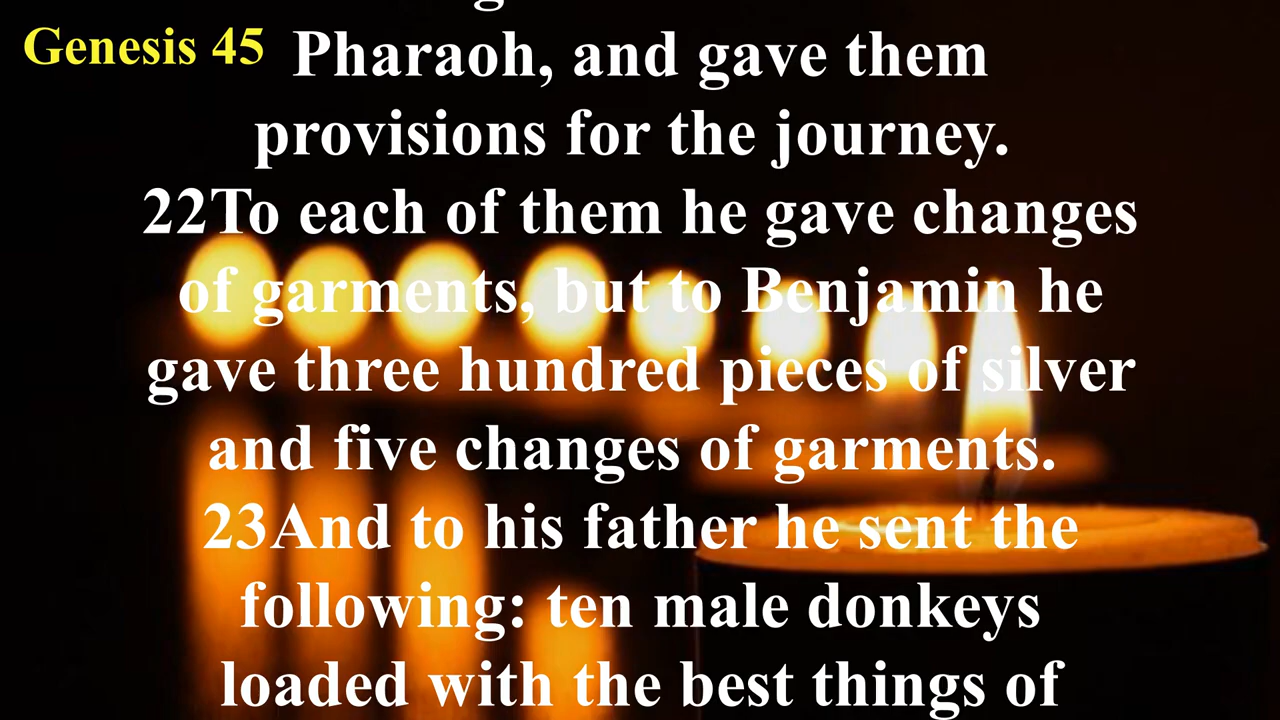 Genesis 45
Pharaoh, and gave them
provisions for the journey.
22To each of them he gave changes
of garments, but to Benjamin he
gave three hundred pieces of silver
and five changes of garments.
23And to his father he sent the
following: ten male donkeys
loaded with the best things of